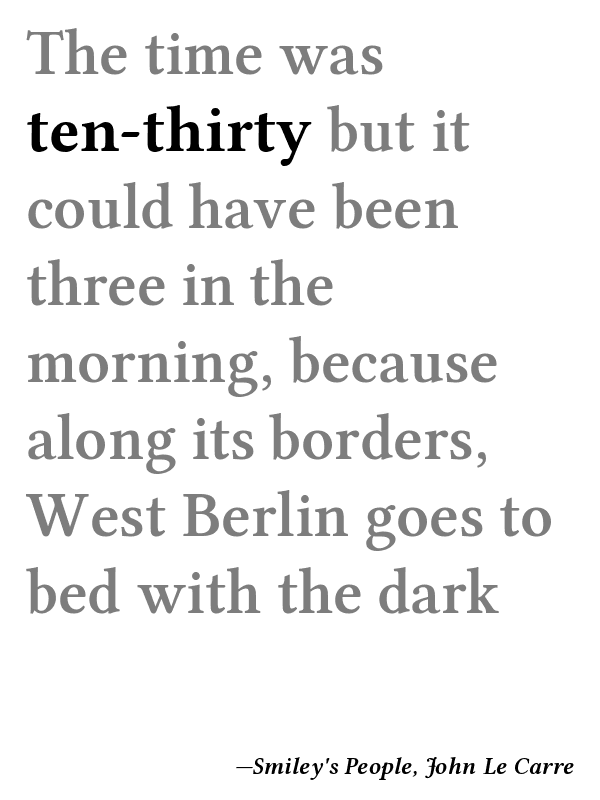 The time was
ten-thirty but it
could have been
three in the
morning, because
along its borders,
West Berlin goes to
bed with the dark
—Smiley's People, John Le Carre